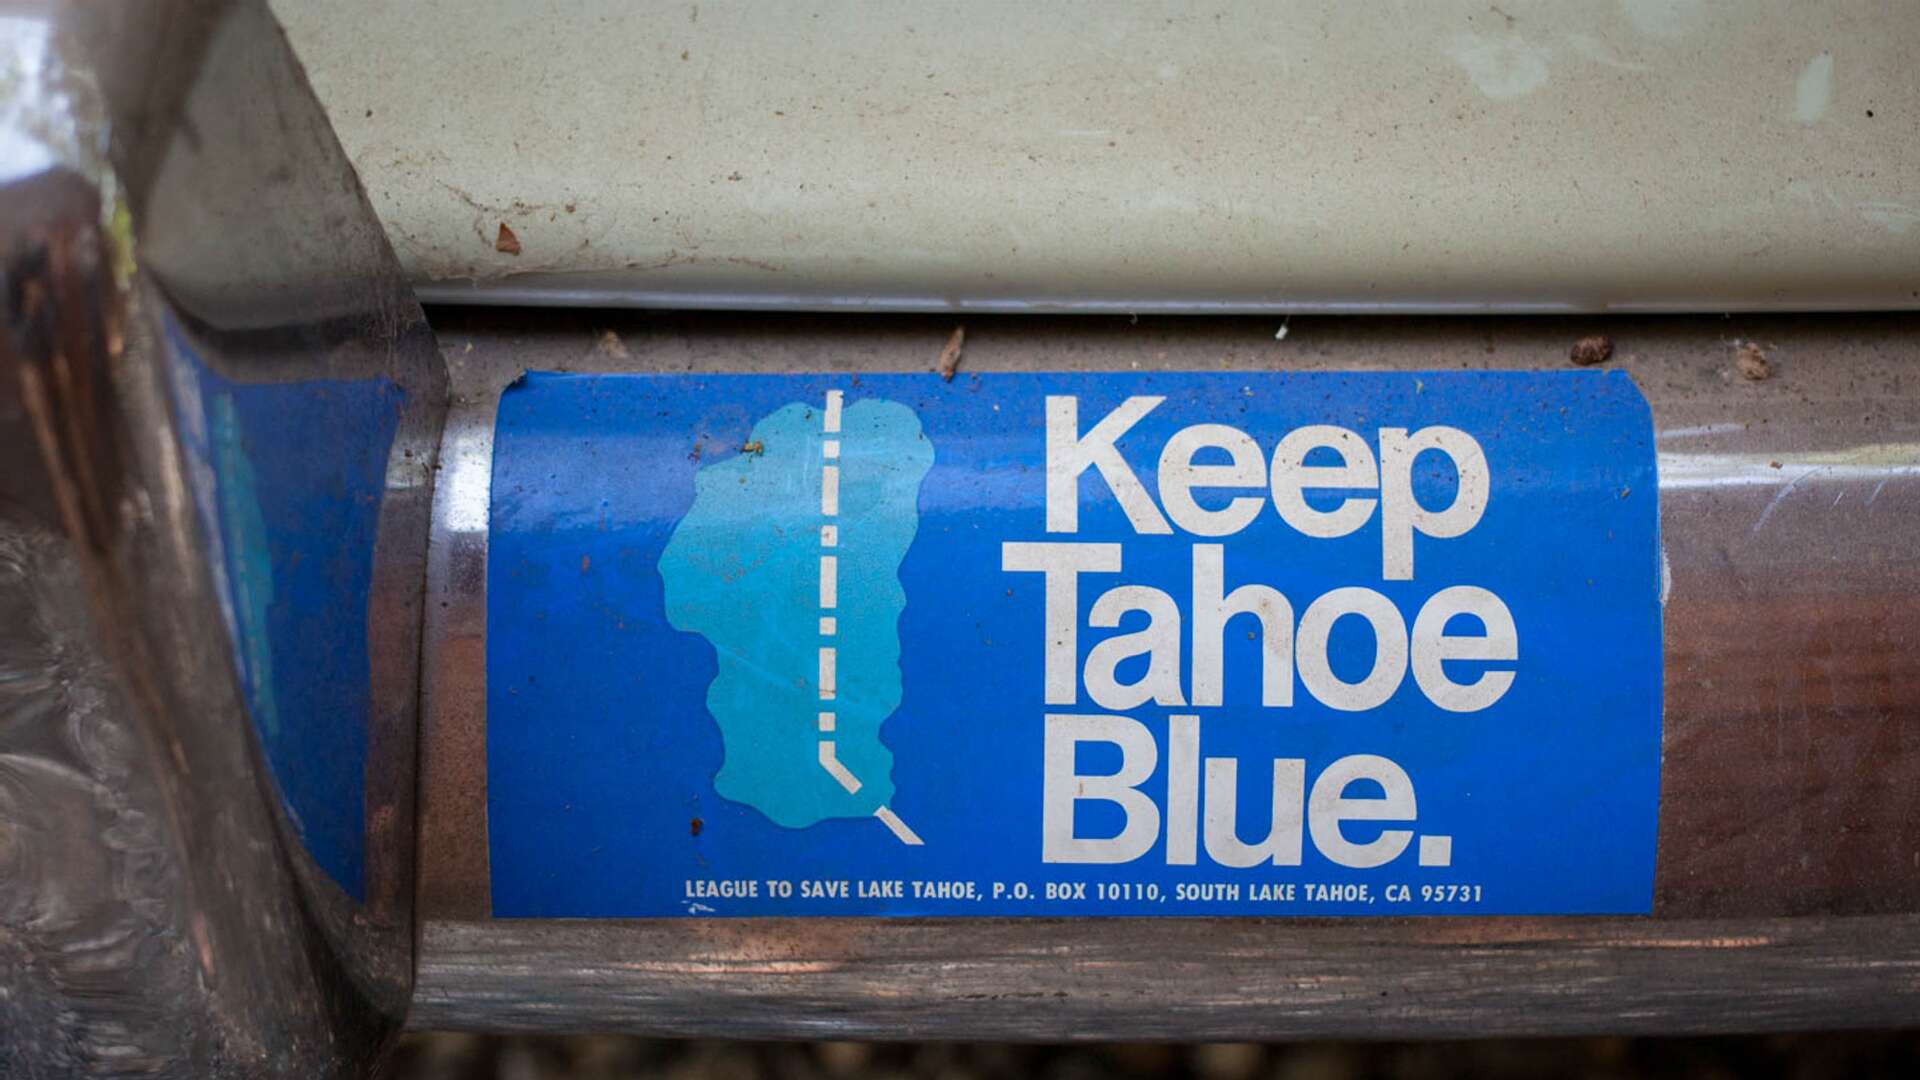 Keep
Tahoe
Blue.
LEAGUE TO SAVE LAKE TAHOE, P.O. BOX 10110, SOUTH LAKE TAHOE, CA 95731